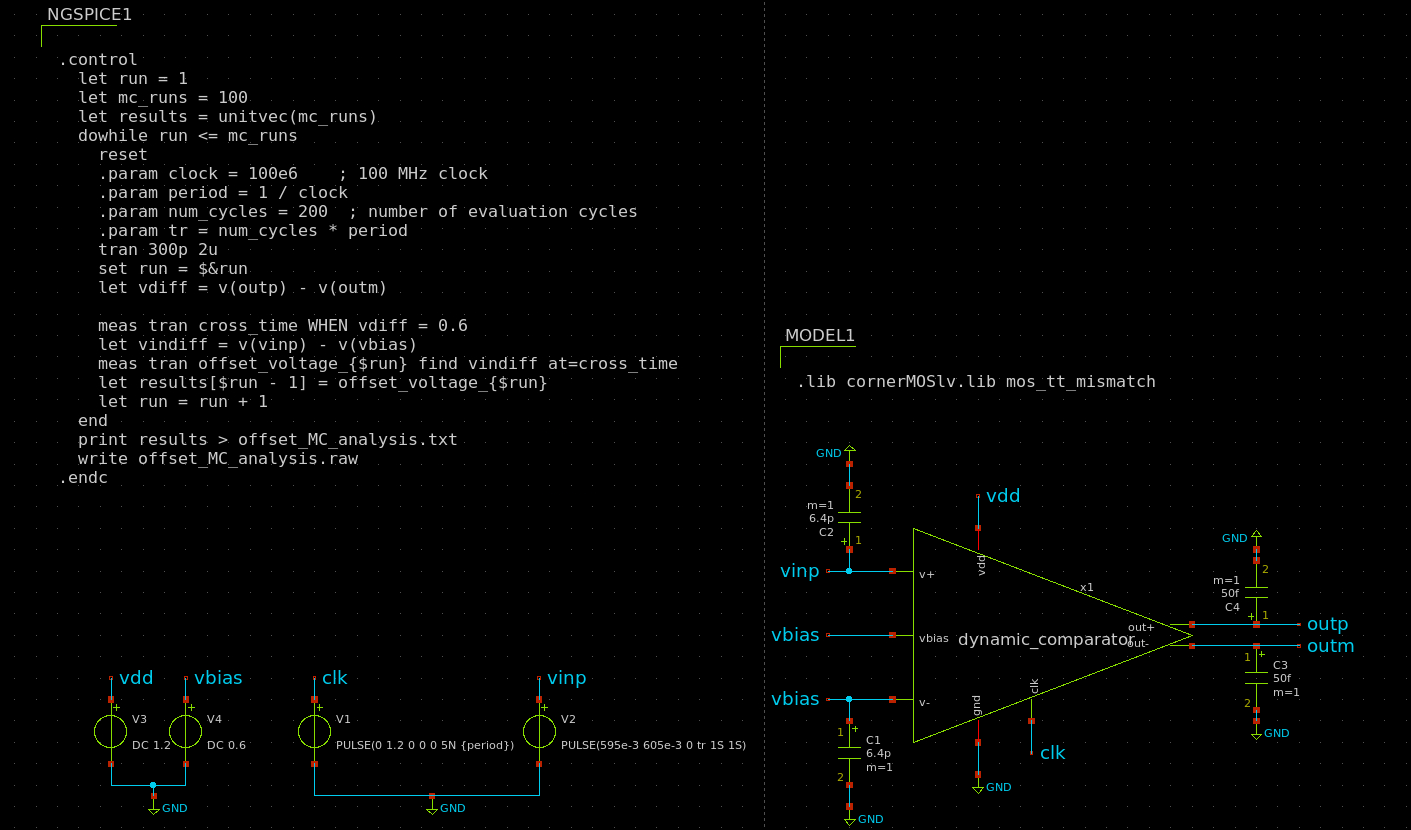 NGSPICE1
.control
let run = 1
let mc_runs = 100
let results = unitvec(mc_runs)
dowhile run <= mc_runs
reset
.param clock = 100e6    ; 100 MHz clock
.param period = 1 / clock
.param num_cycles = 200  ; number of evaluation cycles
.param tr = num_cycles * period
tran 300p 2u
set run = $&run
let vdiff = v(outp) - v(outm)
meas tran cross_time WHEN vdiff = 0.6
let vindiff = v(vinp) - v(vbias)
meas tran offset_voltage_{$run} find vindiff at=cross_time
let results[$run - 1] = offset_voltage_{$run}
let run = run + 1
end
print results > offset_MC_analysis.txt
write offset_MC_analysis.raw
.endc
MODEL1
.lib cornerMOSlv.lib mos_tt_mismatch
vdd
+
V3
DC 1.2
vbias
+
V4
DC 0.6
GND
clk
+
V1
PULSE(0 1.2 0 0 0 5N {period})
vinp
+
V2
PULSE(595e-3 605e-3 0 tr 1S 1S)
GND
GND
2
m=1
6.4p
C2
+
1
vinp
v+
vbias
vbias
vbias
v-
1
+
C1
6.4p
m=1
2
GND
vdd
vdd
x1
dynamic_comparator
out+
out-
gnd
GND
clk
clk
GND
2
m=1
50f
C4
+
1
outp
outm
1
+
C3
50f
m=1
2
GND